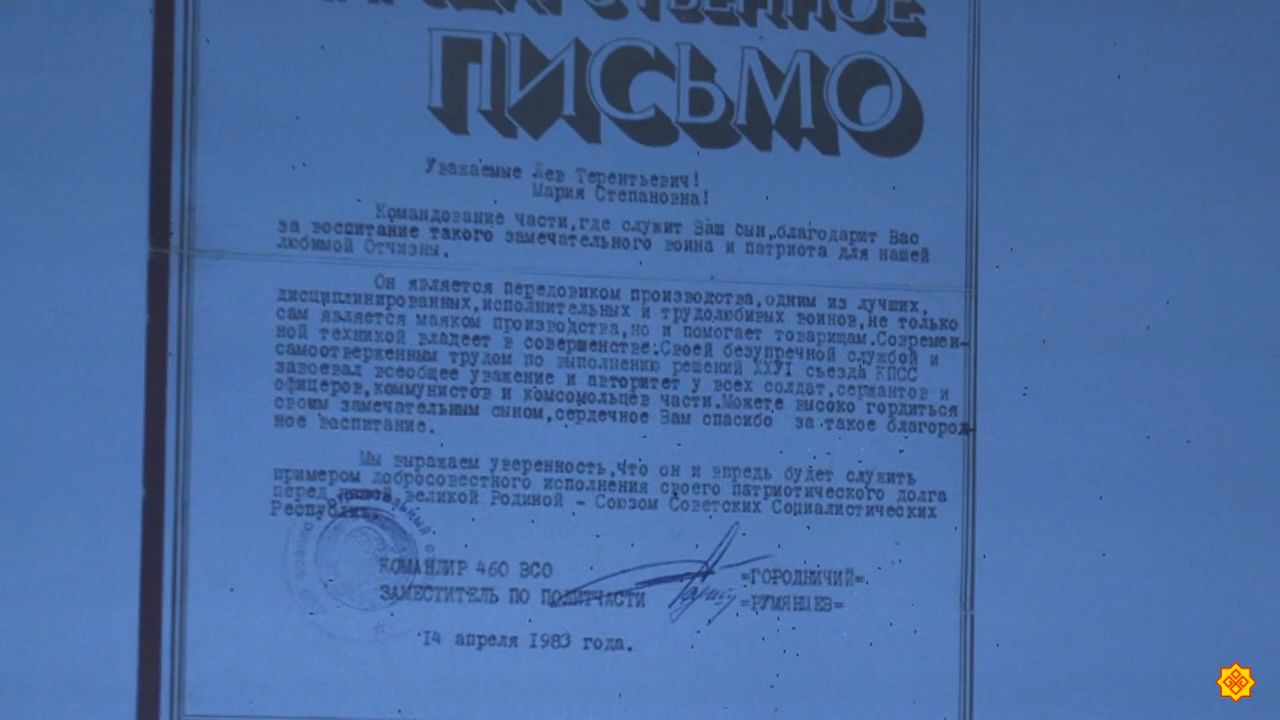 ПИСЬМО
Уважаемые Лев Терентьевич!
Мария Степановна!
Командование части,где служит Ваш сын,благодарит Вас
за воспитание такого замечательного воина и патриота для нашей
любимой Отчизны.
Он является передовиком производства,одним из лучших,
дисциплинированных,исполнительных и трудолюбивых воинов,не только
сам является маяком производства,но и помогает товарищам.Современ-
ной техникой владеет в совершенстве.Своей безупречной службой и
самоотверженным трудом по выполнению решений ХХУI съезда КПСС
завоевал всеобщее уважение и авторитет у всех солдат,сержантов и
офицеров,коммунистов и комсомольцев части.Можете высоко гордиться
своим замечательным сыном,сердечное Вам спасибо за такое благород-
ное воспитание.
Мы выражаем уверенность,что он и впредь будет служить
примером добросовестного исполнения своего патриотического долга
перед великой Родиной - Союзом Советских Социалистических
Республик.
КОМАНДИР 460 ВСО =ГОРОДНИЧИЙ=
ЗАМЕСТИТЕЛЬ ПО ПОЛИТЧАСТИ =РУМЯНЦЕВ=
14 апреля 1983 года.